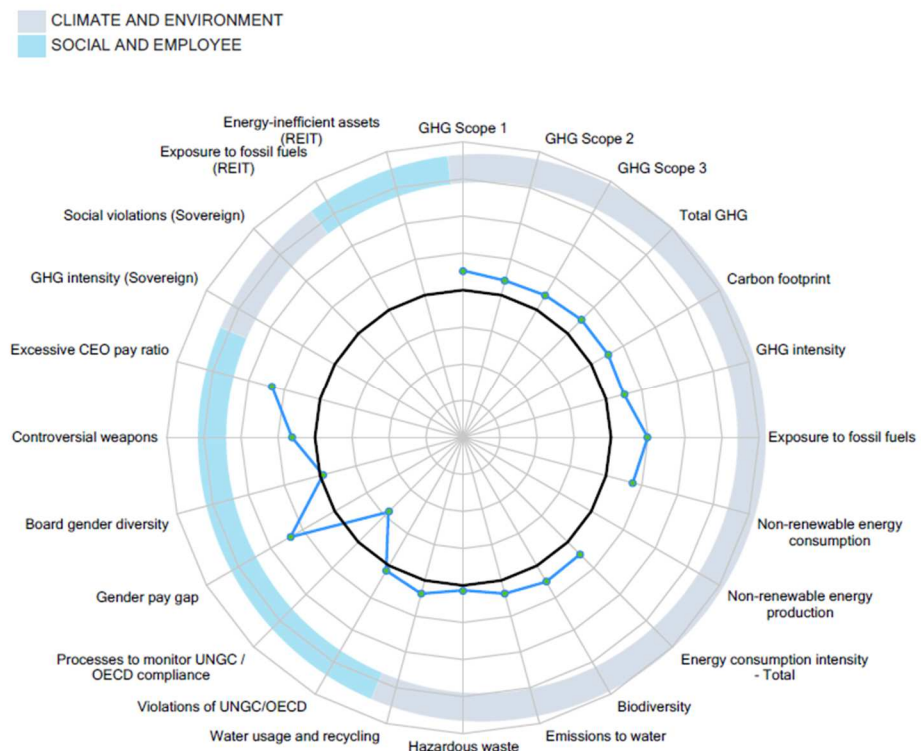 CLIMATE AND ENVIRONMENT
SOCIAL AND EMPLOYEE
GHG Scope 1
GHG Scope 2
GHG Scope 3
Total GHG
Carbon footprint
GHG intensity
Exposure to fossil fuels
Non-renewable energy
consumption
Non-renewable energy
production
Energy consumption intensity
- Total
Biodiversity
Emissions to water
Hazardous waste
Water usage and recycling
Violations of UNGC/OECD
Processes to monitor UNGC /
OECD compliance
Gender pay gap
Board gender diversity
Controversial weapons
Excessive CEO pay ratio
GHG intensity (Sovereign)
Social violations (Sovereign)
Exposure to fossil fuels
(REIT)
Energy-inefficient assets
(REIT)